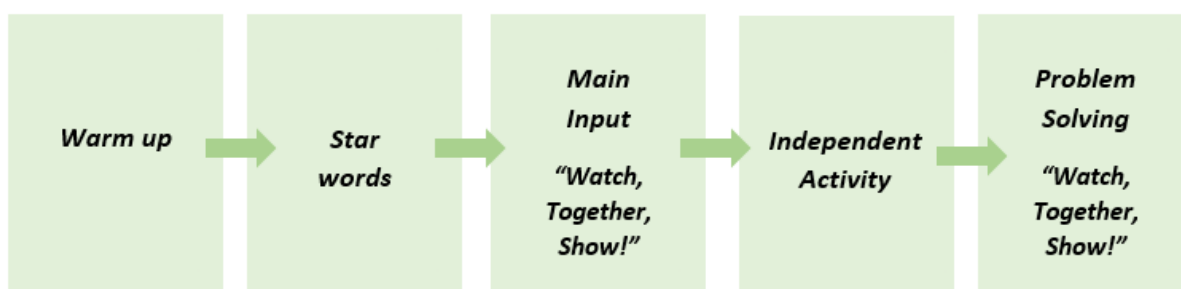 Warm up
Star
words
Main
Input
“Watch,
Together,
Show!”
Independent
Activity
Problem
Solving
“Watch,
Together,
Show!”